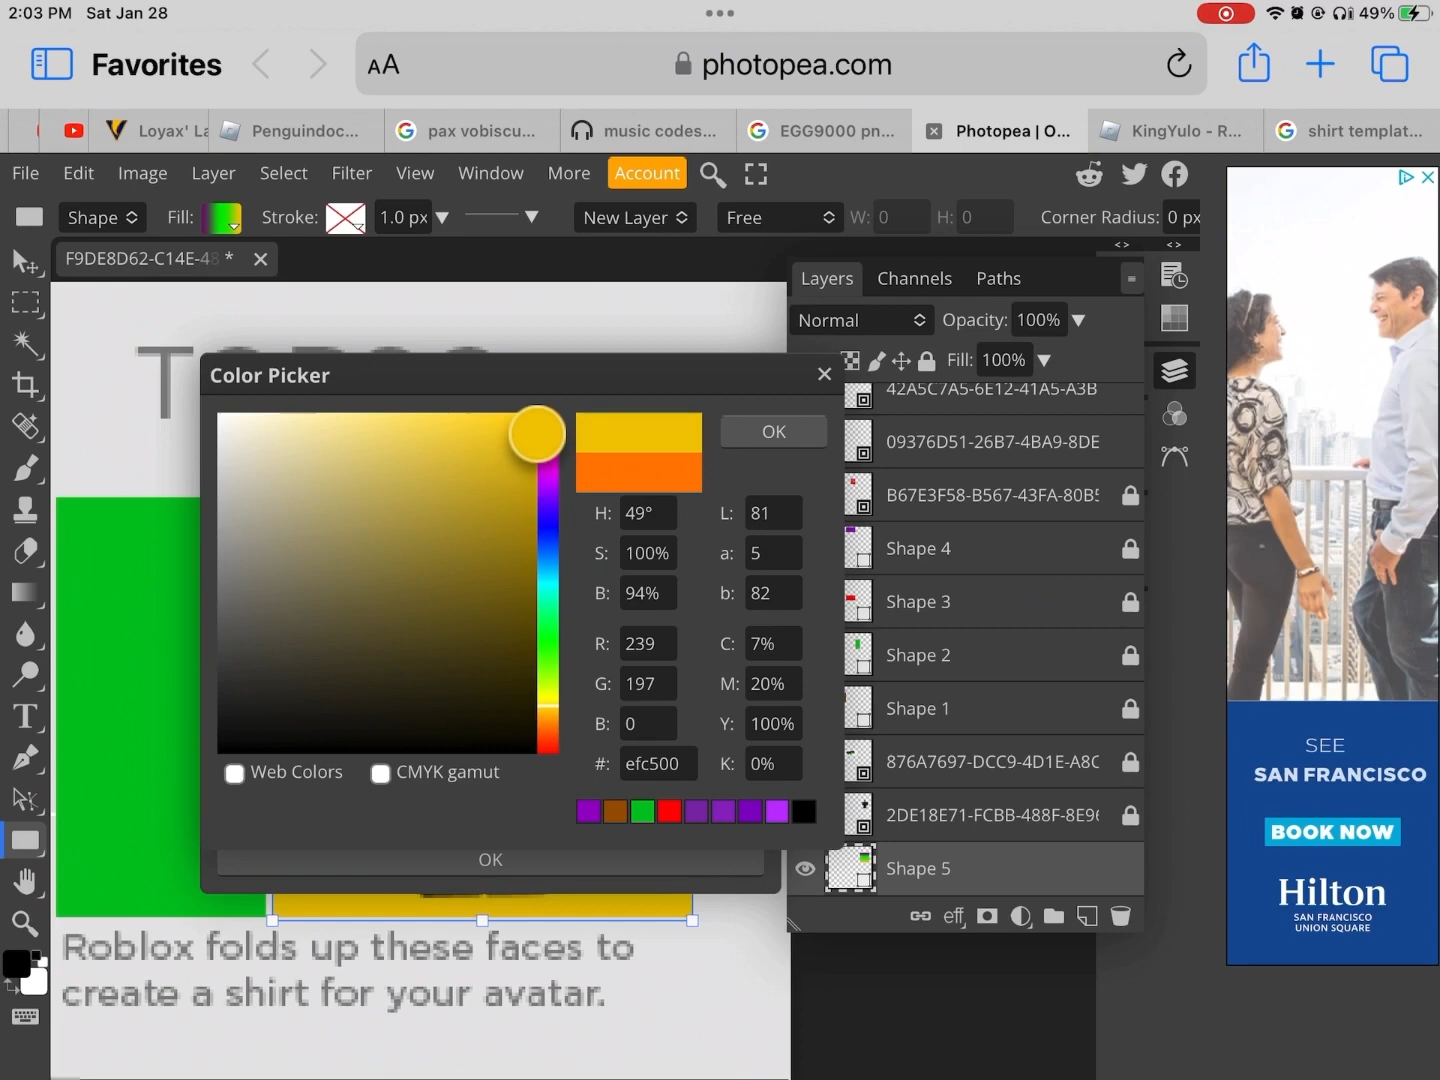 2:03 PM Sat Jan 28
49%
Favorites
AA
photopea.com
Loyax' La
Penguindoc...
pax vobiscu...
music codes...
EGG9000 pn...
Photopea | O...
KingYulo - R...
shirt templat...
File Edit Image Layer Select Filter View Window More Account
Shape Fill: Stroke: 1.0 px New Layer Free W: 0 H: 0 Corner Radius: 0 px
F9DE8D62-C14E-48 *
Layers Channels Paths
Normal Opacity: 100%
Fill: 100%
Color Picker
OK
H: 49° L: 81
S: 100% a: 5
B: 94% b: 82
R: 239 C: 7%
G: 197 M: 20%
B: 0 Y: 100%
#: efc500 K: 0%
Web Colors CMYK gamut
OK
42A5C7A5-6E12-41A5-A3B
09376D51-26B7-4BA9-8DE
B67E3F58-B567-43FA-80B5
Shape 4
Shape 3
Shape 2
Shape 1
876A7697-DCC9-4D1E-A8C
2DE18E71-FCBB-488F-8E96
Shape 5
eff
Roblox folds up these faces to
create a shirt for your avatar.
SEE
SAN FRANCISCO
BOOK NOW
Hilton
SAN FRANCISCO
UNION SQUARE